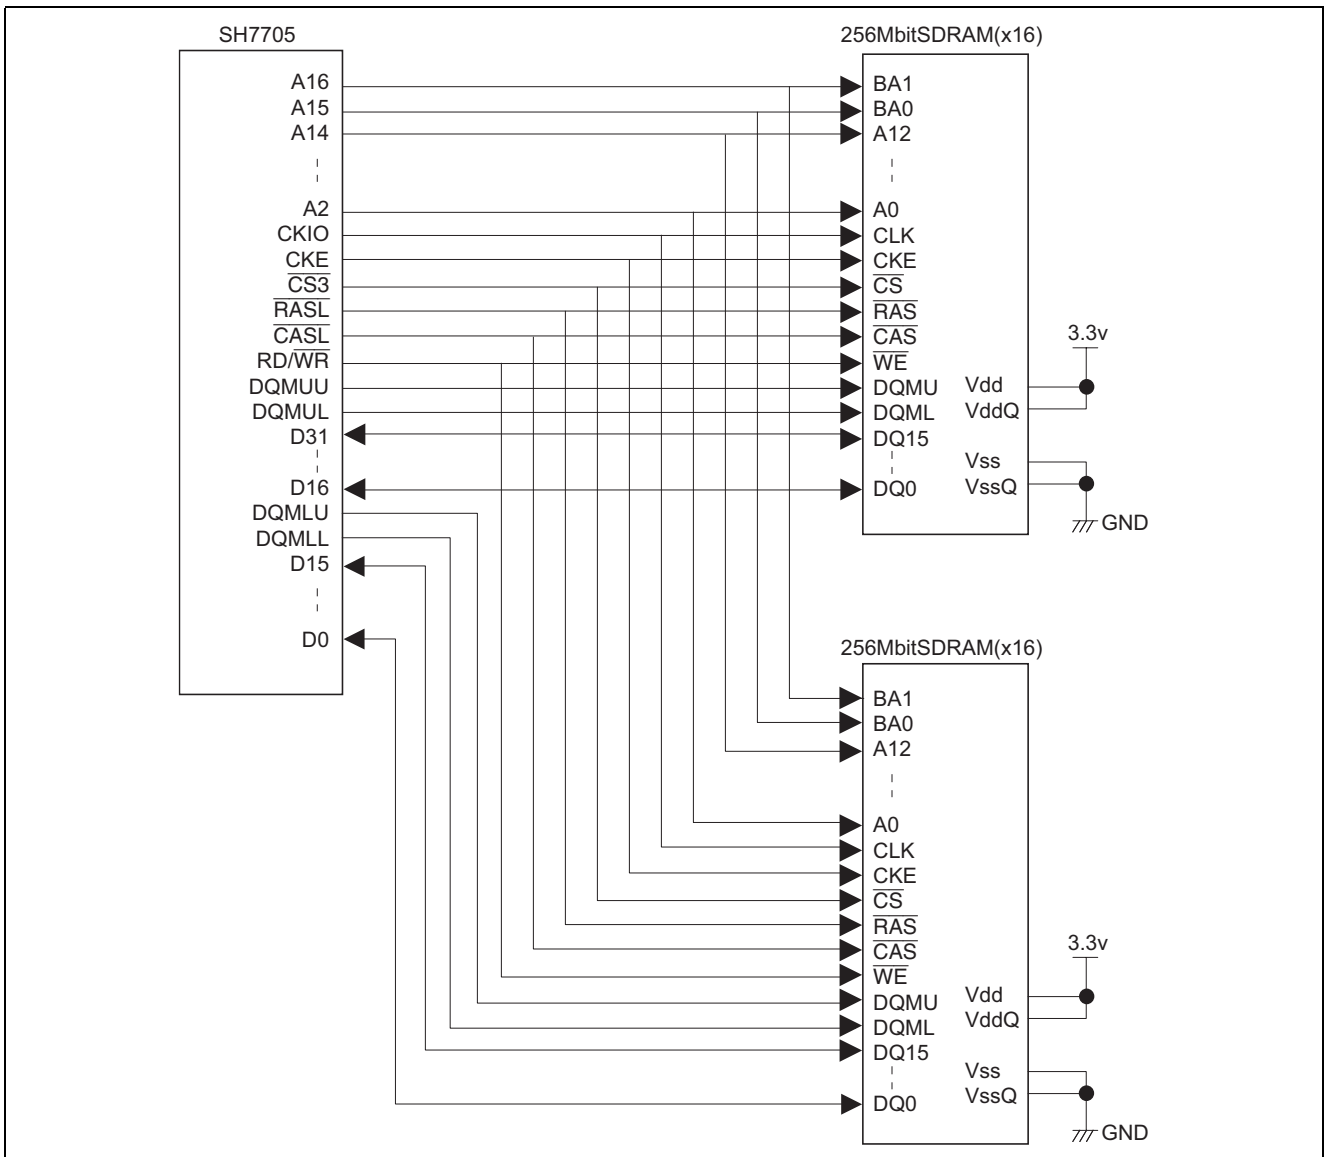 SH7705
A16
A15
A14
A2
CKIO
CKE
CS3
RASL
CASL
RD/WR
DQMUU
DQMUL
D31
D16
DQMLU
DQMLL
D15
D0
256MbitSDRAM(x16)
BA1
BA0
A12
A0
CLK
CKE
CS
RAS
CAS
WE
DQMU
DQML
DQ15
DQ0
Vdd
VddQ
Vss
VssQ
3.3v
GND
256MbitSDRAM(x16)
BA1
BA0
A12
A0
CLK
CKE
CS
RAS
CAS
WE
DQMU
DQML
DQ15
DQ0
Vdd
VddQ
Vss
VssQ
3.3v
GND